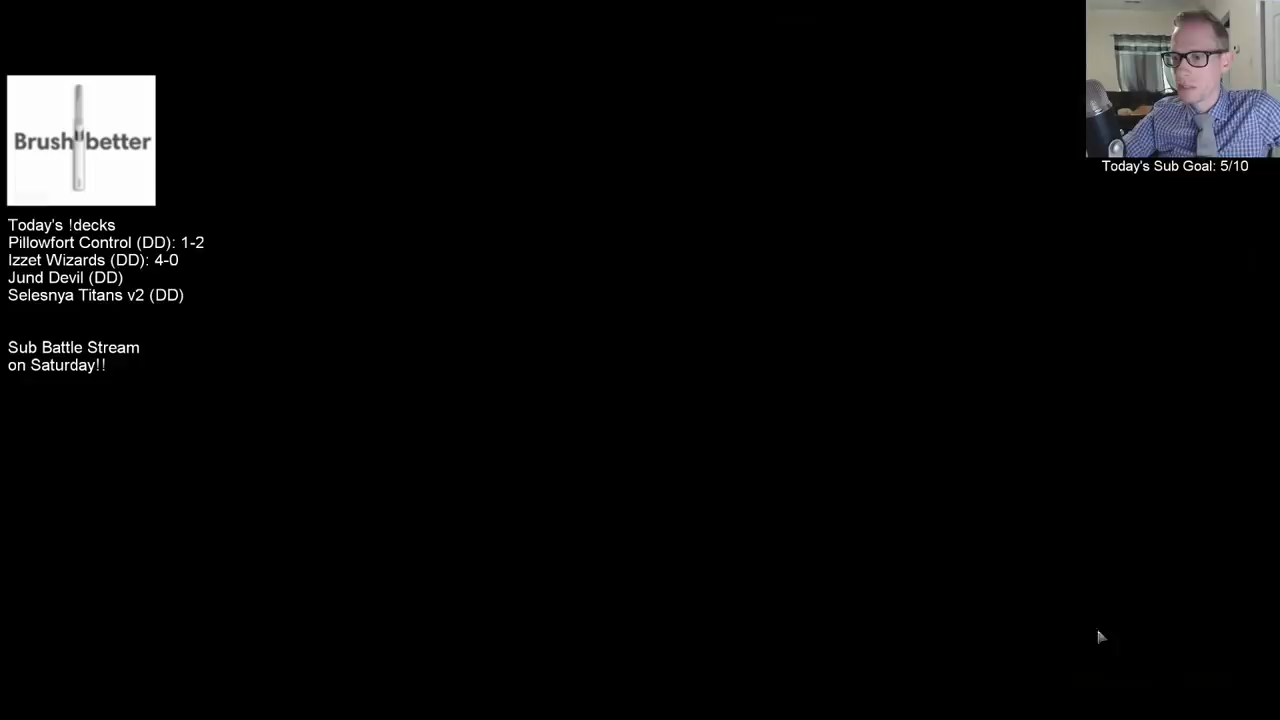 Brush better
Today's !decks
Pillowfort Control (DD): 1-2
Izzet Wizards (DD): 4-0
Jund Devil (DD)
Selesnya Titans v2 (DD)
Sub Battle Stream
on Saturday!!
Today's Sub Goal: 5/10